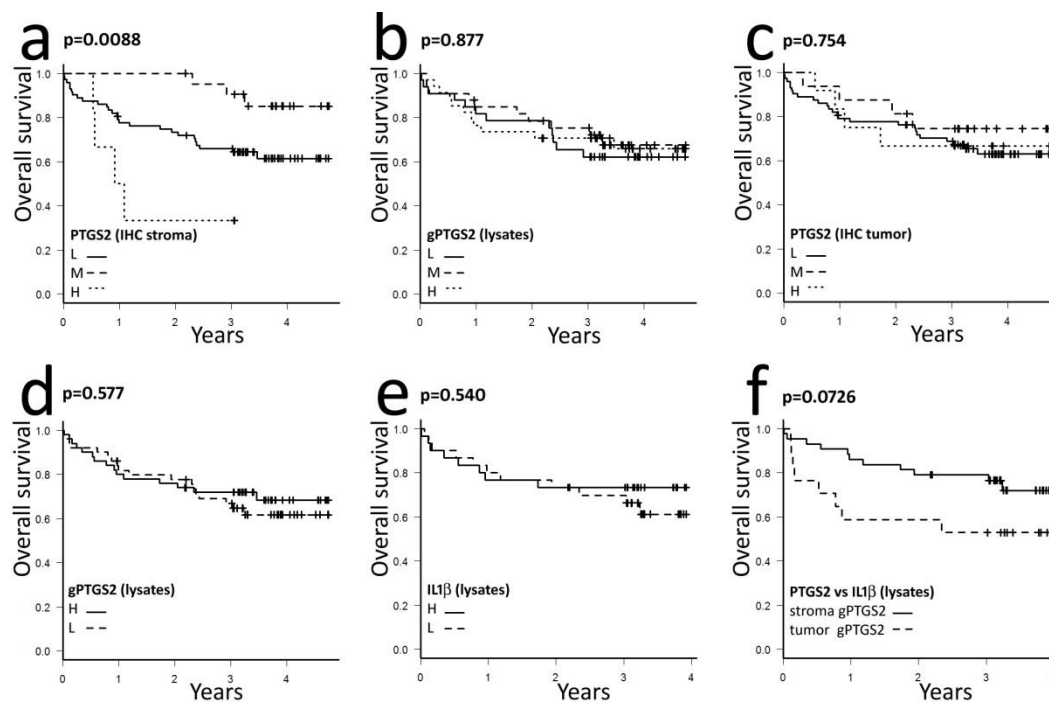 a
p=0.0088
Overall survival
1.0
0.8
0.6
0.4
0.2
0.0
PTGS2 (IHC stroma)
L
M
H
0 1 2 3 4
Years
b
p=0.877
Overall survival
1.0
0.8
0.6
0.4
0.2
0.0
gPTGS2 (lysates)
L
M
H
0 1 2 3 4
Years
c
p=0.754
Overall survival
1.0
0.8
0.6
0.4
0.2
0.0
PTGS2 (IHC tumor)
L
M
H
0 1 2 3 4
Years
d
p=0.577
Overall survival
1.0
0.8
0.6
0.4
0.2
0.0
gPTGS2 (lysates)
H
L
0 1 2 3 4
Years
e
p=0.540
Overall survival
1.0
0.8
0.6
0.4
0.2
0.0
IL1β (lysates)
H
L
0 1 2 3 4
Years
f
p=0.0726
Overall survival
1.0
0.8
0.6
0.4
0.2
0.0
PTGS2 vs IL1β (lysates)
stroma gPTGS2
tumor gPTGS2
0 1 2 3
Years